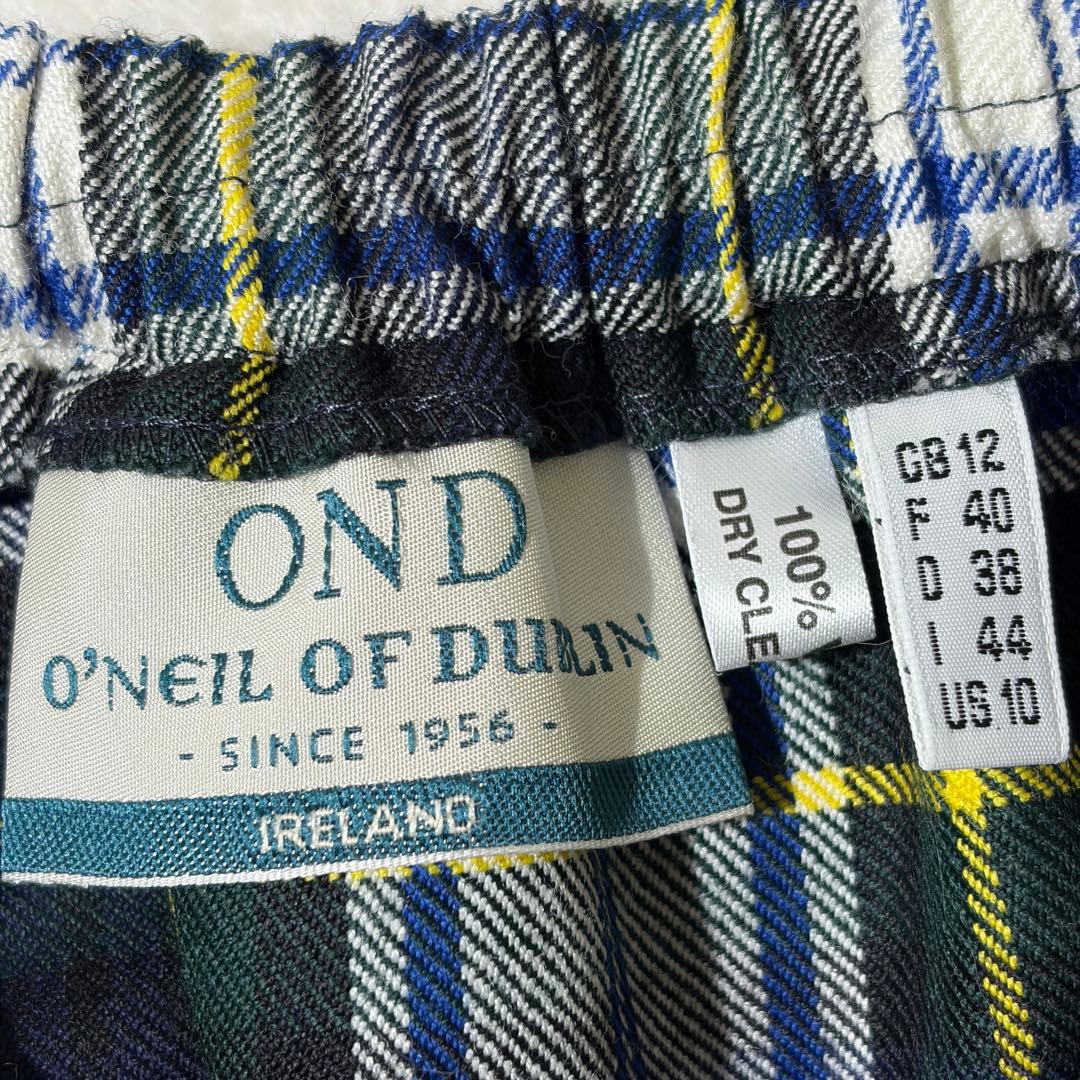 OND
O'NEIL OF DUBLIN
- SINCE 1956 -
IRELAND
100%
DRY CLE
GB 12
F 40
D 38
I 44
US 10